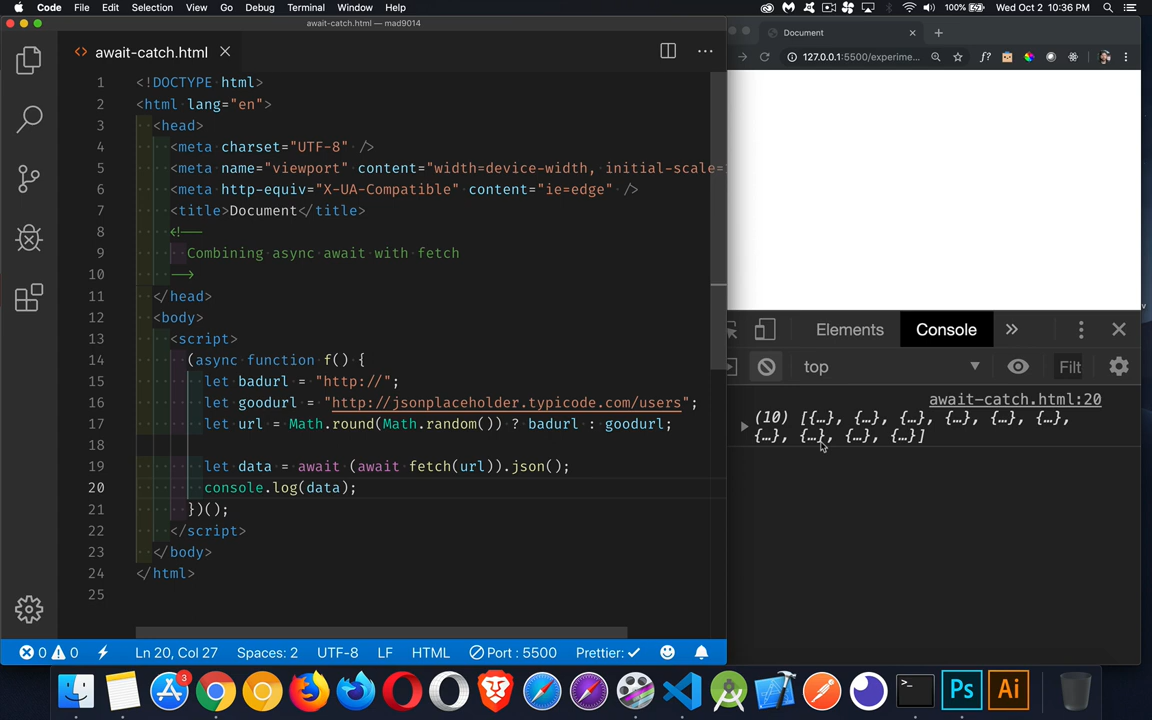 Code File Edit Selection View Go Debug Terminal Window Help 100% Wed Oct 2 10:36 PM
await-catch.html — mad9014
await-catch.html
Document
127.0.0.1:5500/experime...
1 <!DOCTYPE html>
2 <html lang="en">
3 <head>
4 <meta charset="UTF-8" />
5 <meta name="viewport" content="width=device-width, initial-scale=
6 <meta http-equiv="X-UA-Compatible" content="ie=edge" />
7 <title>Document</title>
8 <!--
9 Combining async await with fetch
10 -->
11 </head>
12 <body>
13 <script>
14 (async function f() {
15 let badurl = "http://";
16 let goodurl = "http://jsonplaceholder.typicode.com/users";
17 let url = Math.round(Math.random()) ? badurl : goodurl;
18
19 let data = await (await fetch(url)).json();
20 console.log(data);
21 })();
22 </script>
23 </body>
24 </html>
25
Elements Console »
top Filt
await-catch.html:20
(10) [{…}, {…}, {…}, {…}, {…}, {…},
{…}, {…}, {…}, {…}]
0 0 Ln 20, Col 27 Spaces: 2 UTF-8 LF HTML Port : 5500 Prettier: ✓
3
Ps
Ai